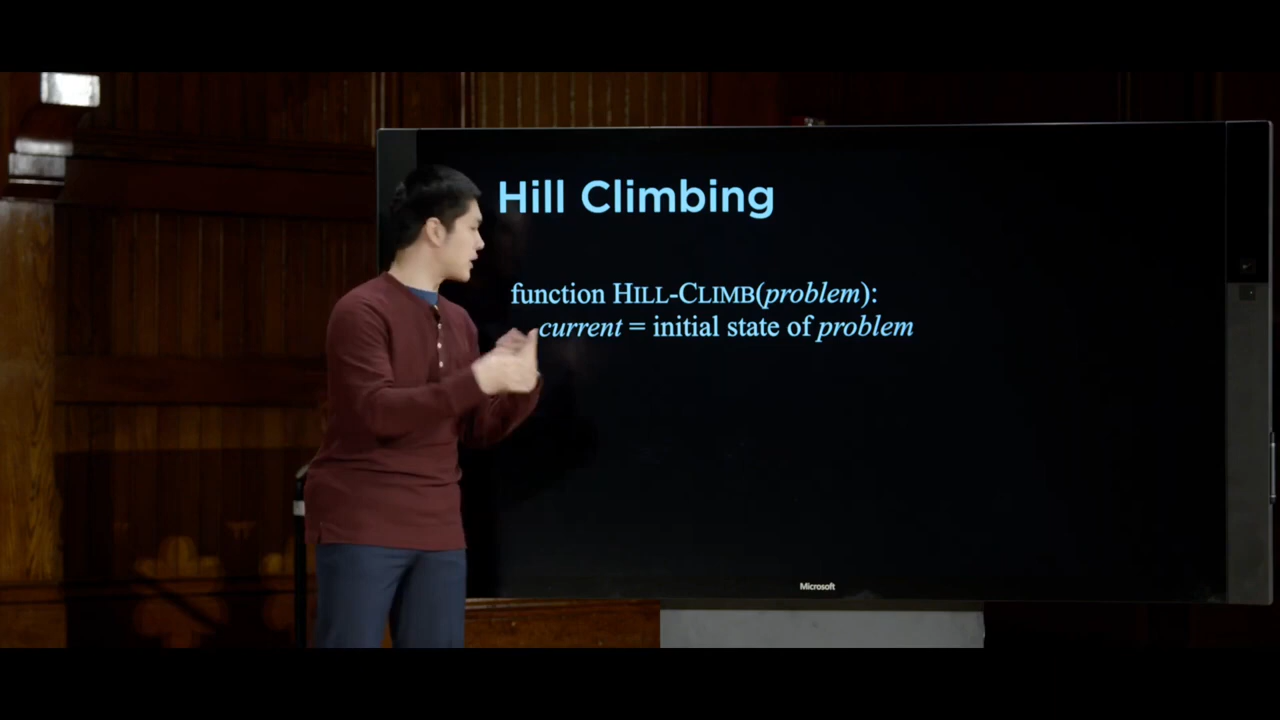 Hill Climbing
function HILL-CLIMB(problem):
current = initial state of problem
Microsoft